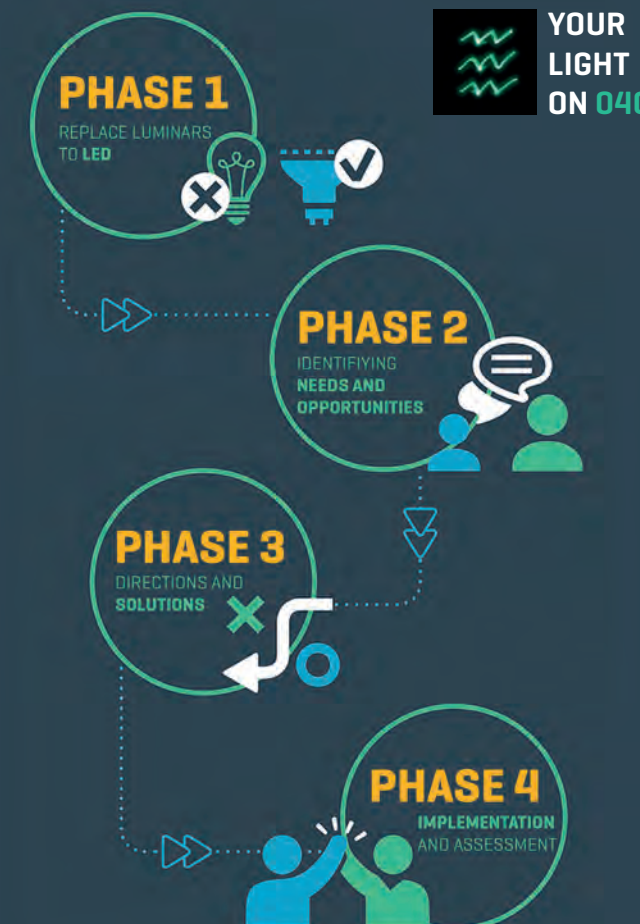 YOUR
LIGHT
ON 040
PHASE 1
REPLACE LUMINARS
TO LED
PHASE 2
IDENTIFIYING
NEEDS AND
OPPORTUNITIES
PHASE 3
DIRECTIONS AND
SOLUTIONS
PHASE 4
IMPLEMENTATION
AND ASSESSMENT